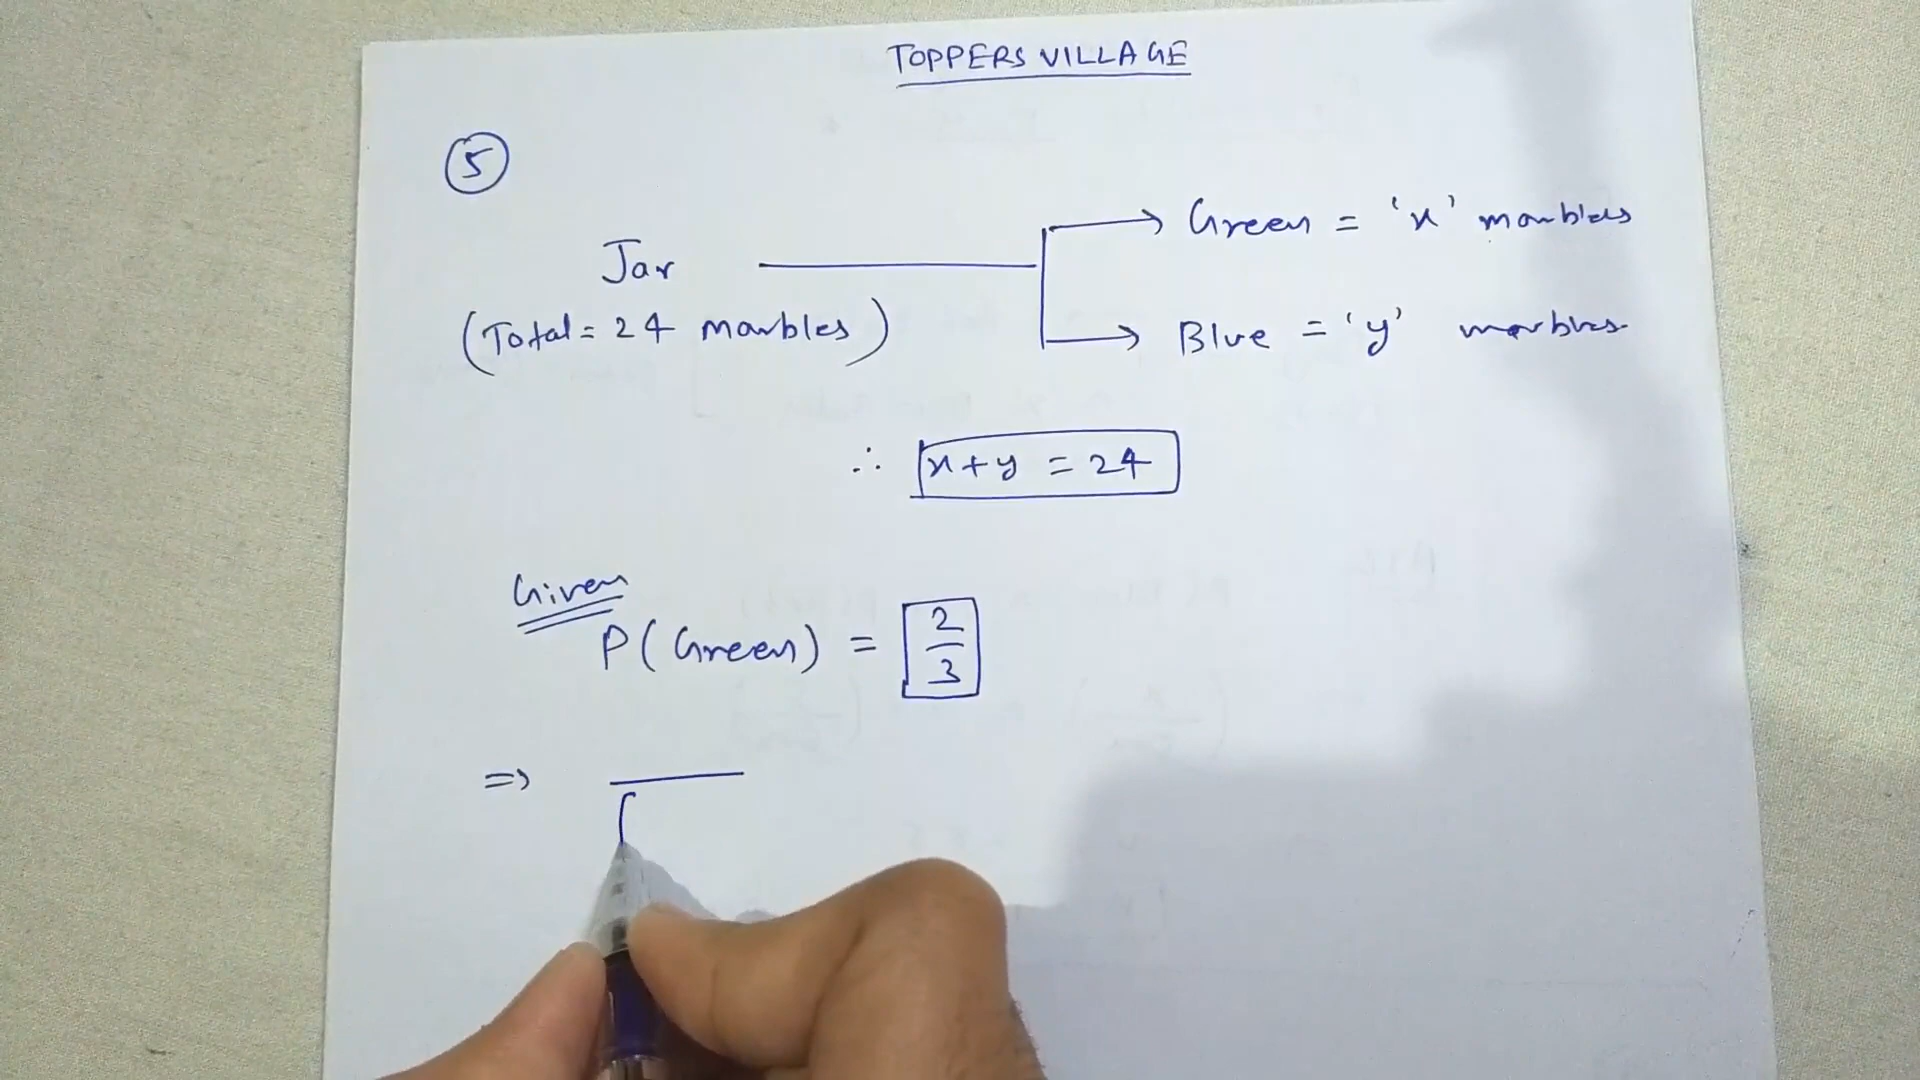 TOPPERS VILLAGE
5
Jar
(Total = 24 marbles)
Green = 'x' marbles
Blue = 'y' marbles
∴ x+y = 24
Given
P(Green) = 2/3
⇒